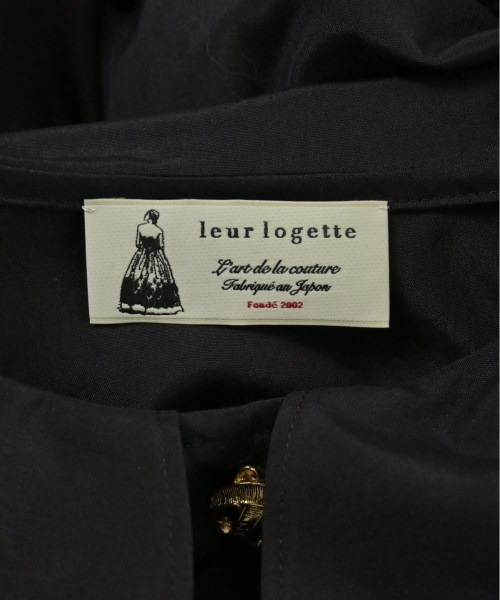 leur logette
L'art de la couture
Fabriqué au Japon
Fondé 2002